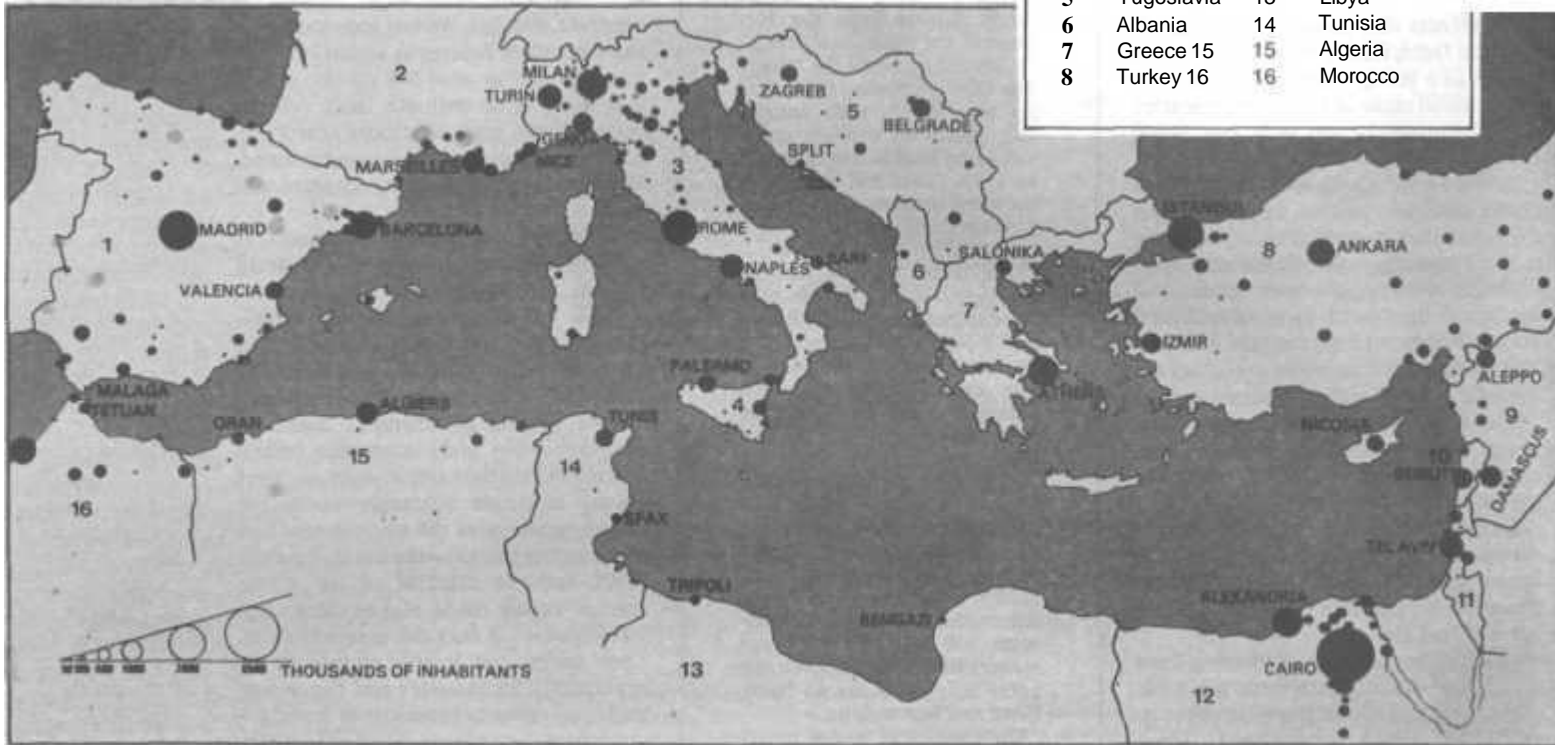 5 Yugoslavia 13 Libya
6 Albania 14 Tunisia
7 Greece 15 15 Algeria
8 Turkey 16 16 Morocco
2
MILAN
TURIN
ZAGREB
5
BELGRADE
GENOA
NICE
MARSEILLES
SPLIT
3
ISTANBUL
MADRID
BARCELONA
ROME
1
8
ANKARA
SALONIKA
BARI
NAPLES
6
VALENCIA
7
IZMIR
PALERMO
ATHENS
ALEPPO
MALAGA
TETUAN
ALGIERS
4
9
ORAN
TUNIS
NICOSIA
15
14
10
BEIRUT
DAMASCUS
16
SFAX
TEL AVIV
TRIPOLI
ALEXANDRIA
11
BENGAZI
THOUSANDS OF INHABITANTS
13
CAIRO
12